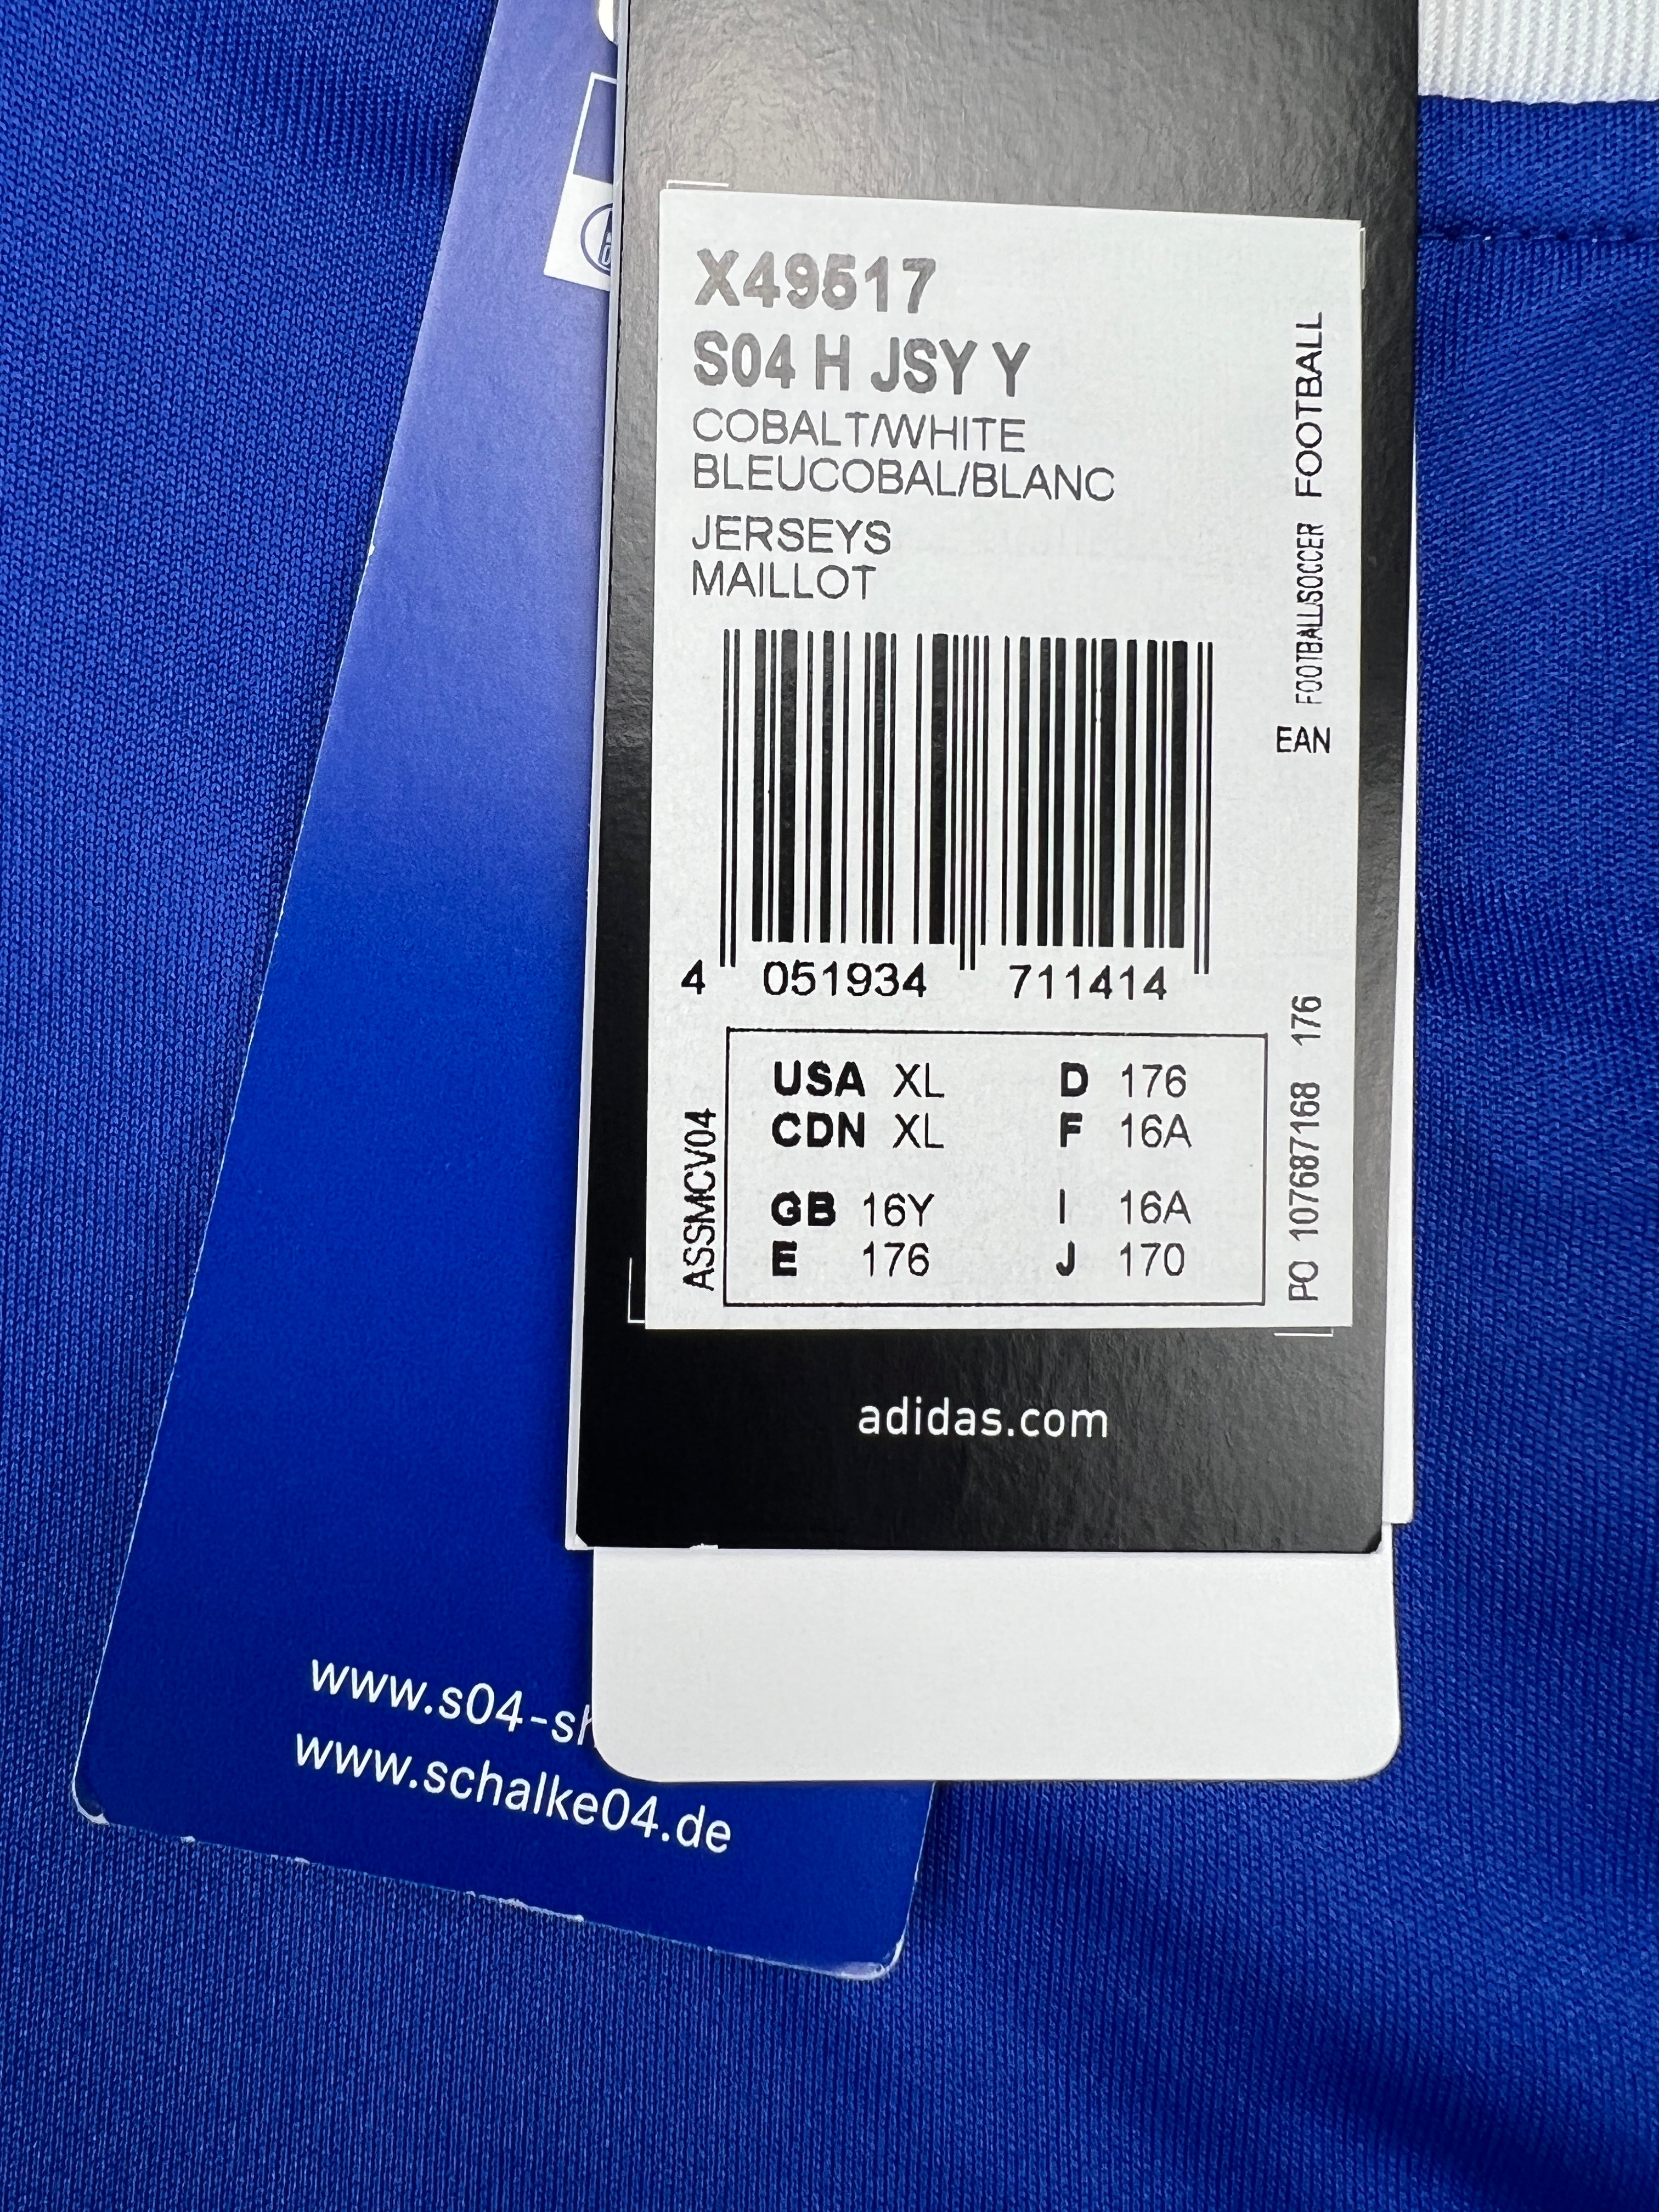 X49517
S04 H JSY Y
COBALT/WHITE
BLEUCOBAL/BLANC
JERSEYS
MAILLOT
FOOTBALL/SOCCER FOOTBALL
EAN
4 051934 711414
ASSMCV04
USA XL D 176
CDN XL F 16A
GB 16Y I 16A
E 176 J 170
PO 107687168 176
adidas.com
www.s04-
www.schalke04.de